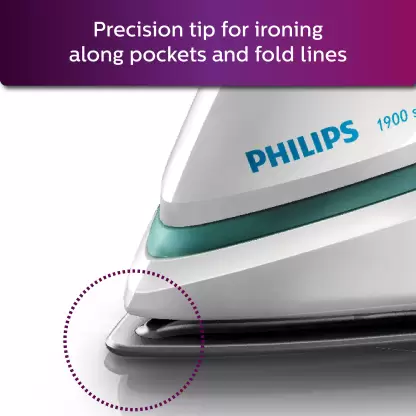 Precision tip for ironing
along pockets and fold lines
PHILIPS
1900 s